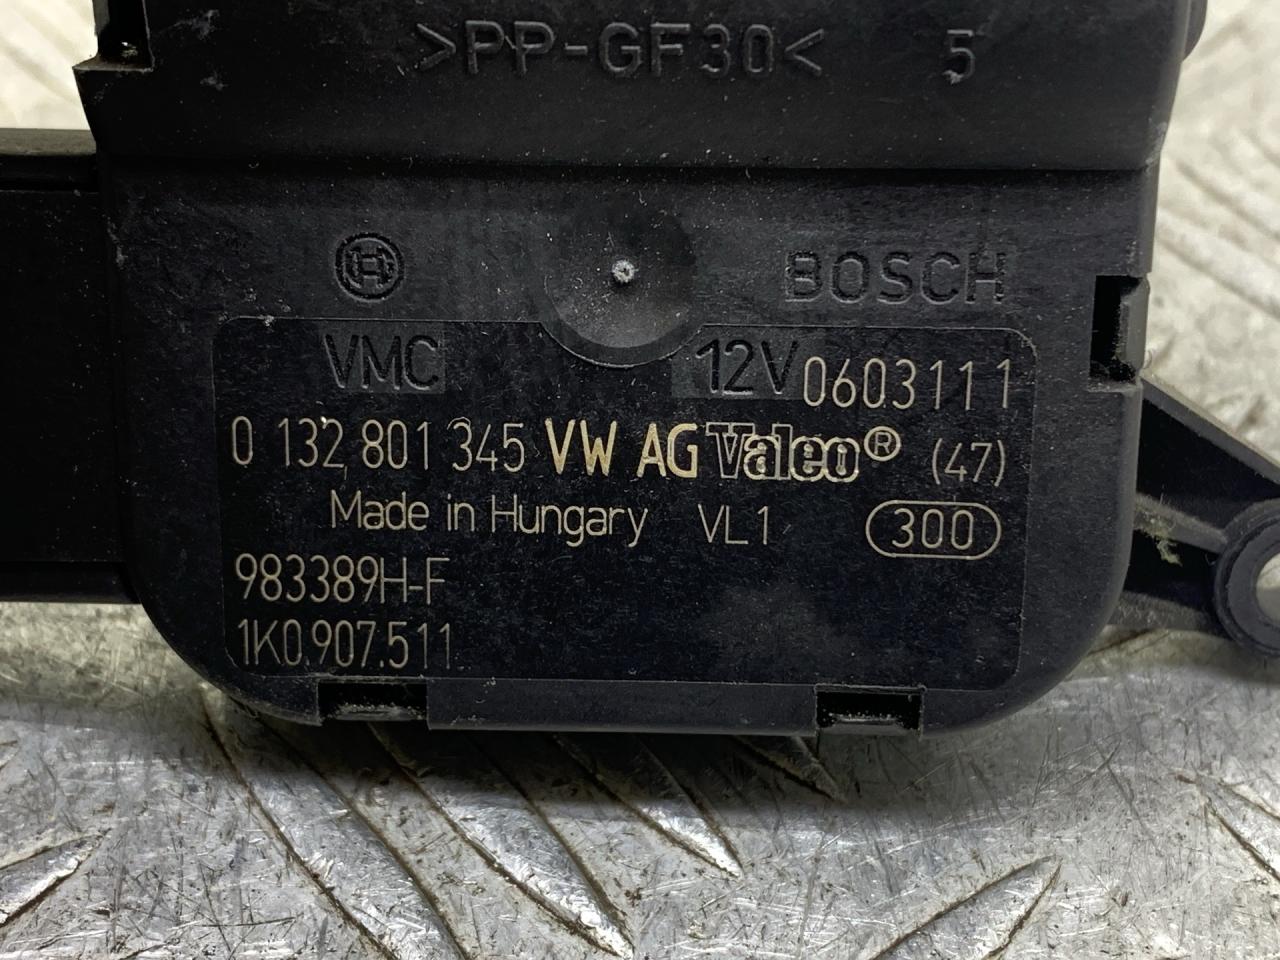 >PP-GF30< 5
BOSCH
VMC 12V 0603111
0 132 801 345 VW AG Valeo® (47)
Made in Hungary VL1 300
983389H-F
1K0.907.511